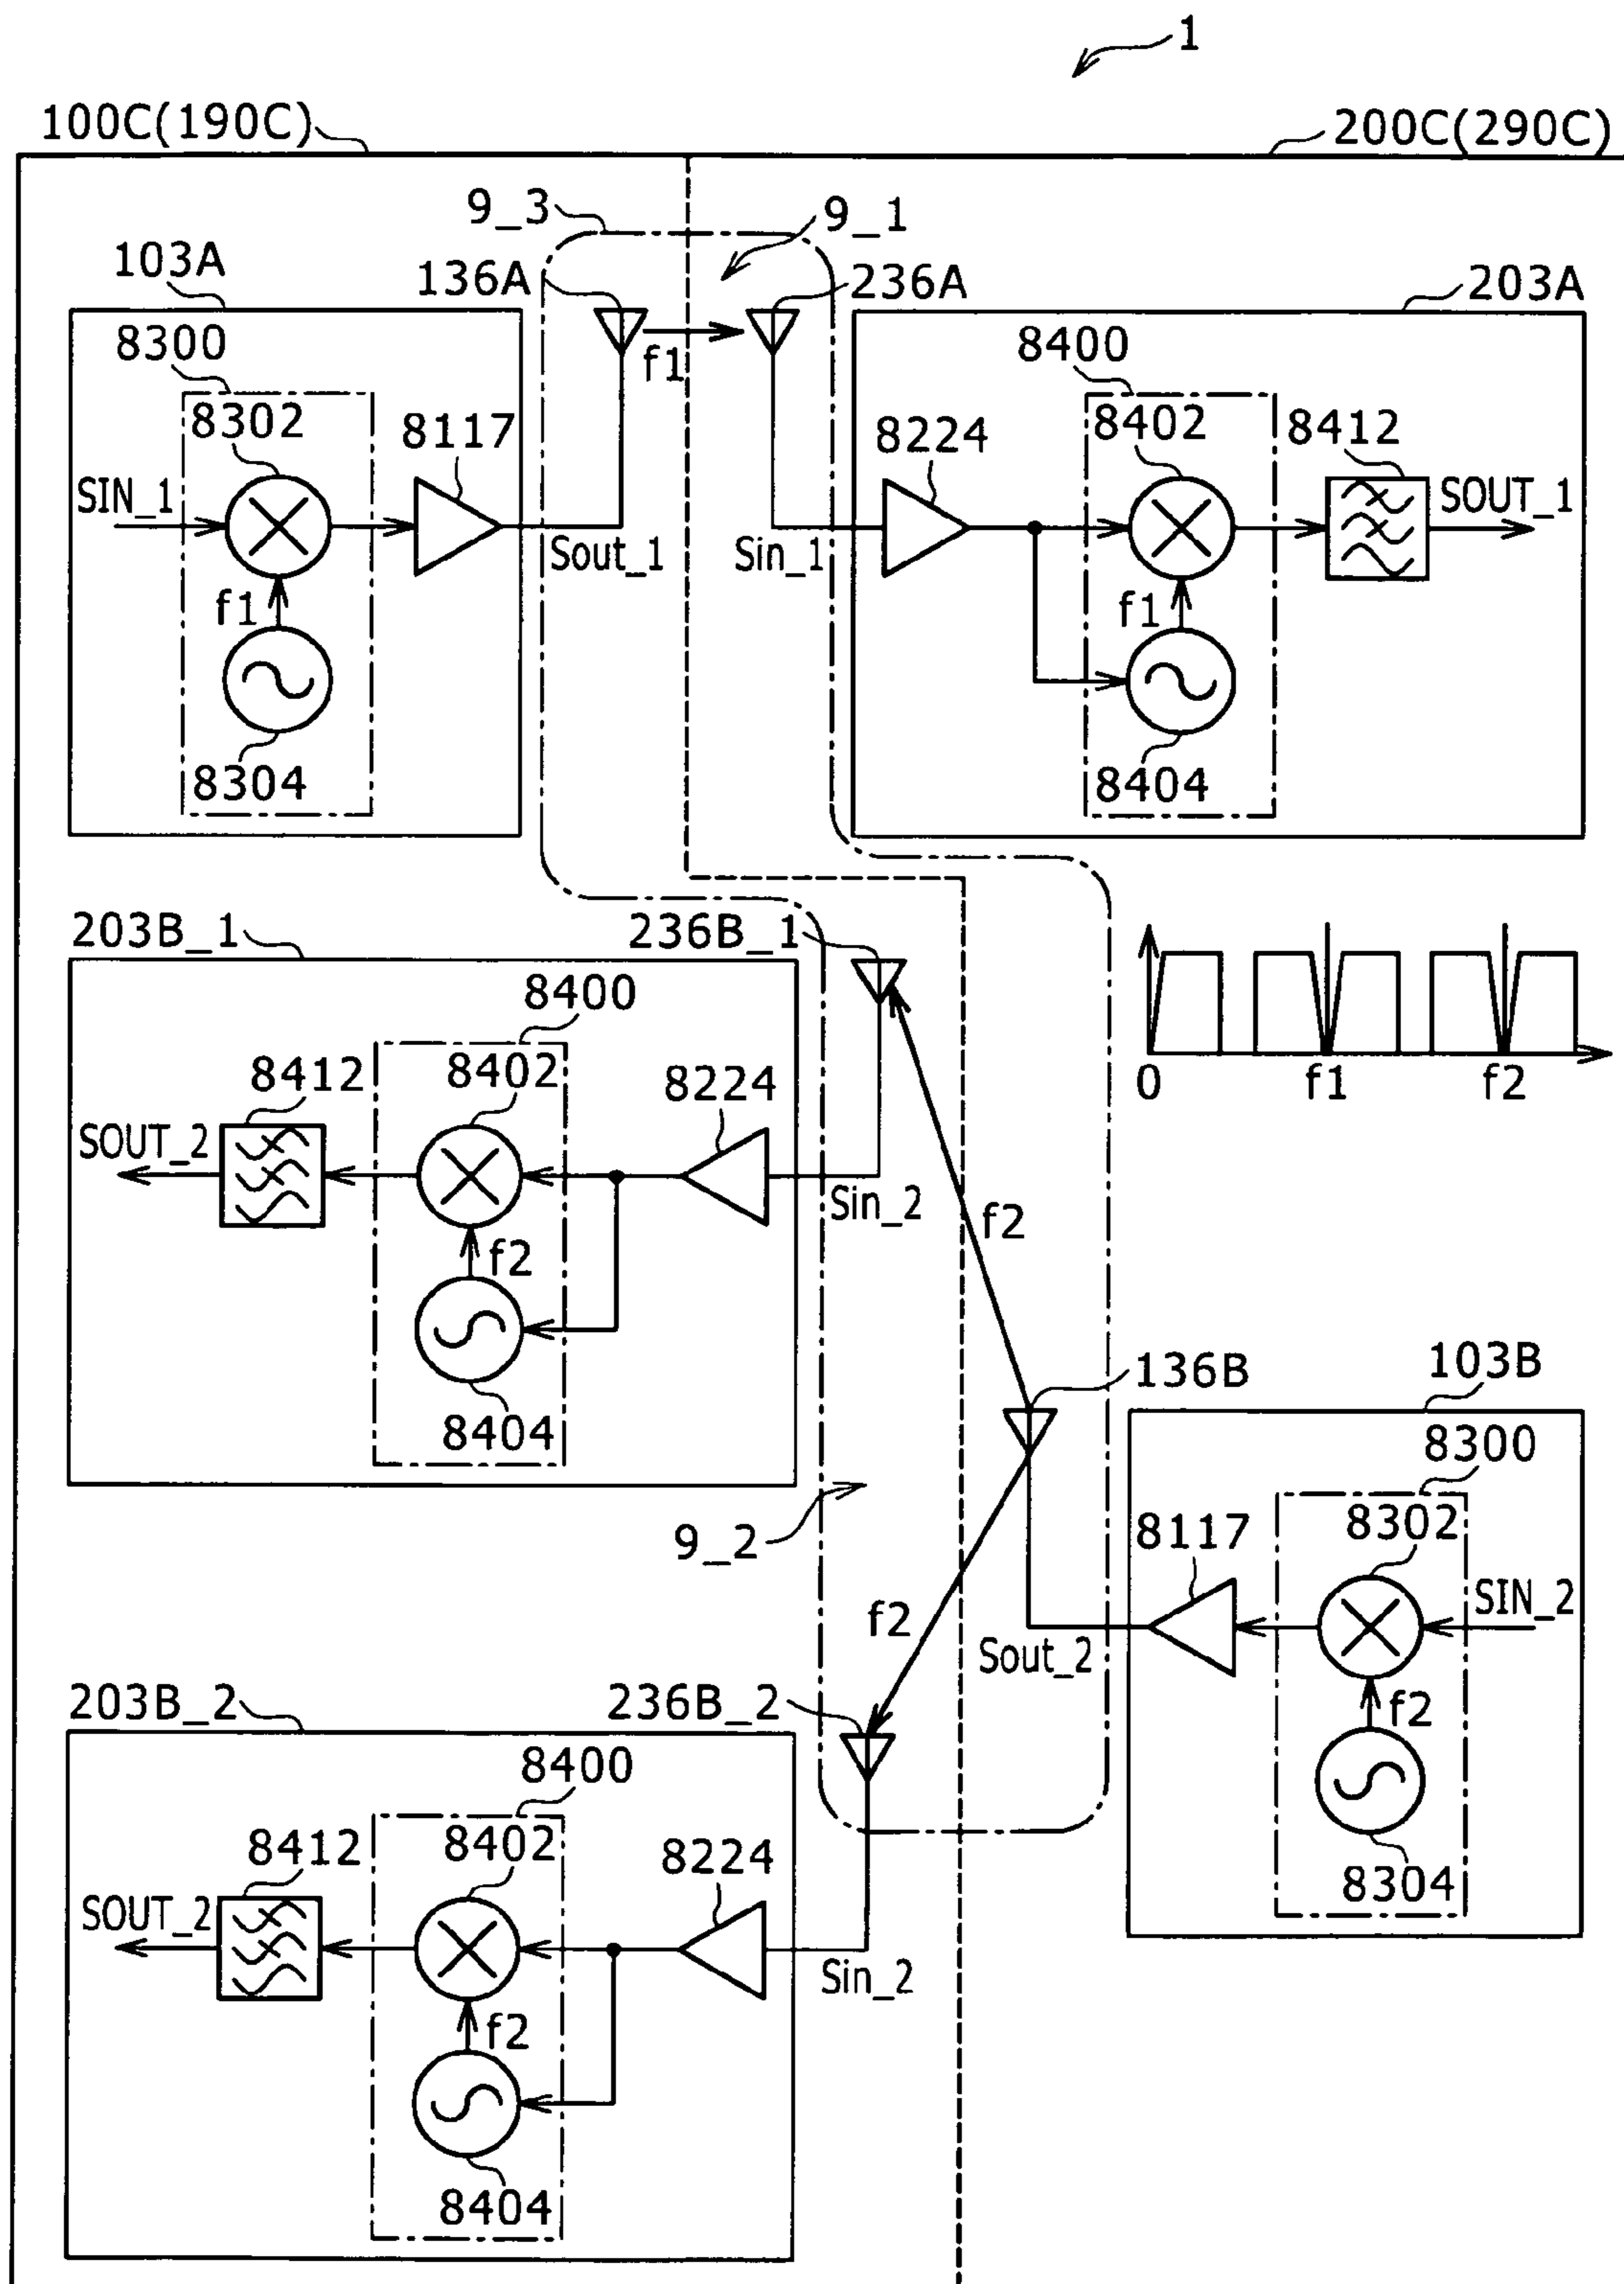 1
100C(190C)
200C(290C)
9_3
9_1
103A
136A
236A
203A
8300
8302
8117
SIN_1
f1
8304
f1
Sout_1
Sin_1
8224
8400
8402
8412
SOUT_1
f1
8404
203B_1
236B_1
8400
8402
8412
8224
SOUT_2
Sin_2
f2
8404
0
f1
f2
f2
136B
103B
8300
8302
8117
SIN_2
9_2
f2
Sout_2
f2
8304
203B_2
236B_2
8400
8402
8412
8224
SOUT_2
Sin_2
f2
8404